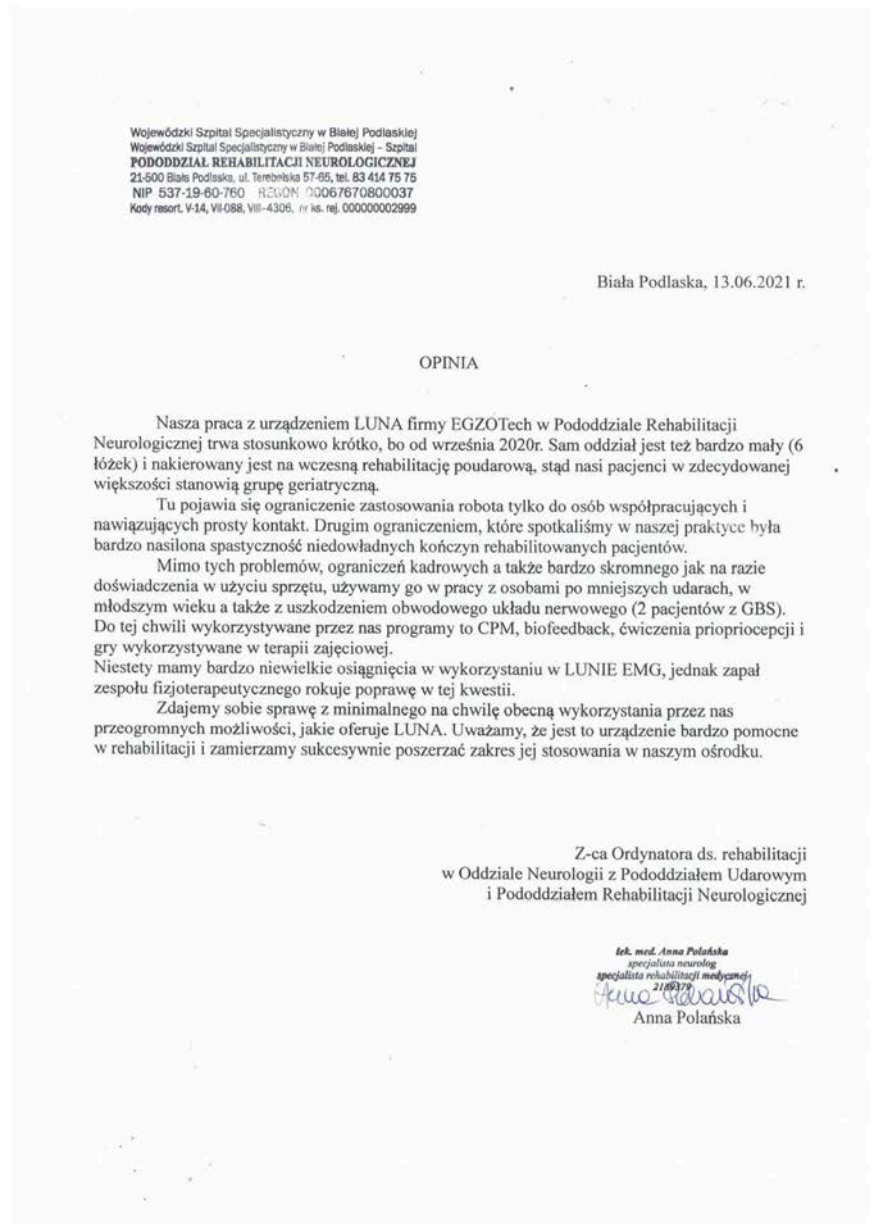 Wojewódzki Szpital Specjalistyczny w Białej Podlaskiej
Wojewódzki Szpital Specjalistyczny w Białej Podlaskiej – Szpital
PODODDZIAŁ REHABILITACJI NEUROLOGICZNEJ
21-500 Biała Podlaska, ul. Terebelska 57-65, tel. 83 414 75 75
NIP 537-19-60-760 REGON 00067670800037
Kody resort. V-14, VII-088, VIII-4306, nr ks. rej. 000000002999
Biała Podlaska, 13.06.2021 r.
OPINIA
Nasza praca z urządzeniem LUNA firmy EGZOTech w Pododdziale Rehabilitacji
Neurologicznej trwa stosunkowo krótko, bo od września 2020r. Sam oddział jest też bardzo mały (6
łóżek) i nakierowany jest na wczesną rehabilitację poudarową, stąd nasi pacjenci w zdecydowanej
większości stanowią grupę geriatryczną.
Tu pojawia się ograniczenie zastosowania robota tylko do osób współpracujących i
nawiązujących prosty kontakt. Drugim ograniczeniem, które spotkaliśmy w naszej praktyce była
bardzo nasilona spastyczność niedowładnych kończyn rehabilitowanych pacjentów.
Mimo tych problemów, ograniczeń kadrowych a także bardzo skromnego jak na razie
doświadczenia w użyciu sprzętu, używamy go w pracy z osobami po mniejszych udarach, w
młodszym wieku a także z uszkodzeniem obwodowego układu nerwowego (2 pacjentów z GBS).
Do tej chwili wykorzystywane przez nas programy to CPM, biofeedback, ćwiczenia priopriocepcji i
gry wykorzystywane w terapii zajęciowej.
Niestety mamy bardzo niewielkie osiągnięcia w wykorzystaniu w LUNIE EMG, jednak zapał
zespołu fizjoterapeutycznego rokuje poprawę w tej kwestii.
Zdajemy sobie sprawę z minimalnego na chwilę obecną wykorzystania przez nas
przeogromnych możliwości, jakie oferuje LUNA. Uważamy, że jest to urządzenie bardzo pomocne
w rehabilitacji i zamierzamy sukcesywnie poszerzać zakres jej stosowania w naszym ośrodku.
Z-ca Ordynatora ds. rehabilitacji
w Oddziale Neurologii z Pododdziałem Udarowym
i Pododdziałem Rehabilitacji Neurologicznej
lek. med. Anna Polańska
specjalista neurolog
specjalista rehabilitacji medycznej
2189379
Anna Polańska
Anna Polańska